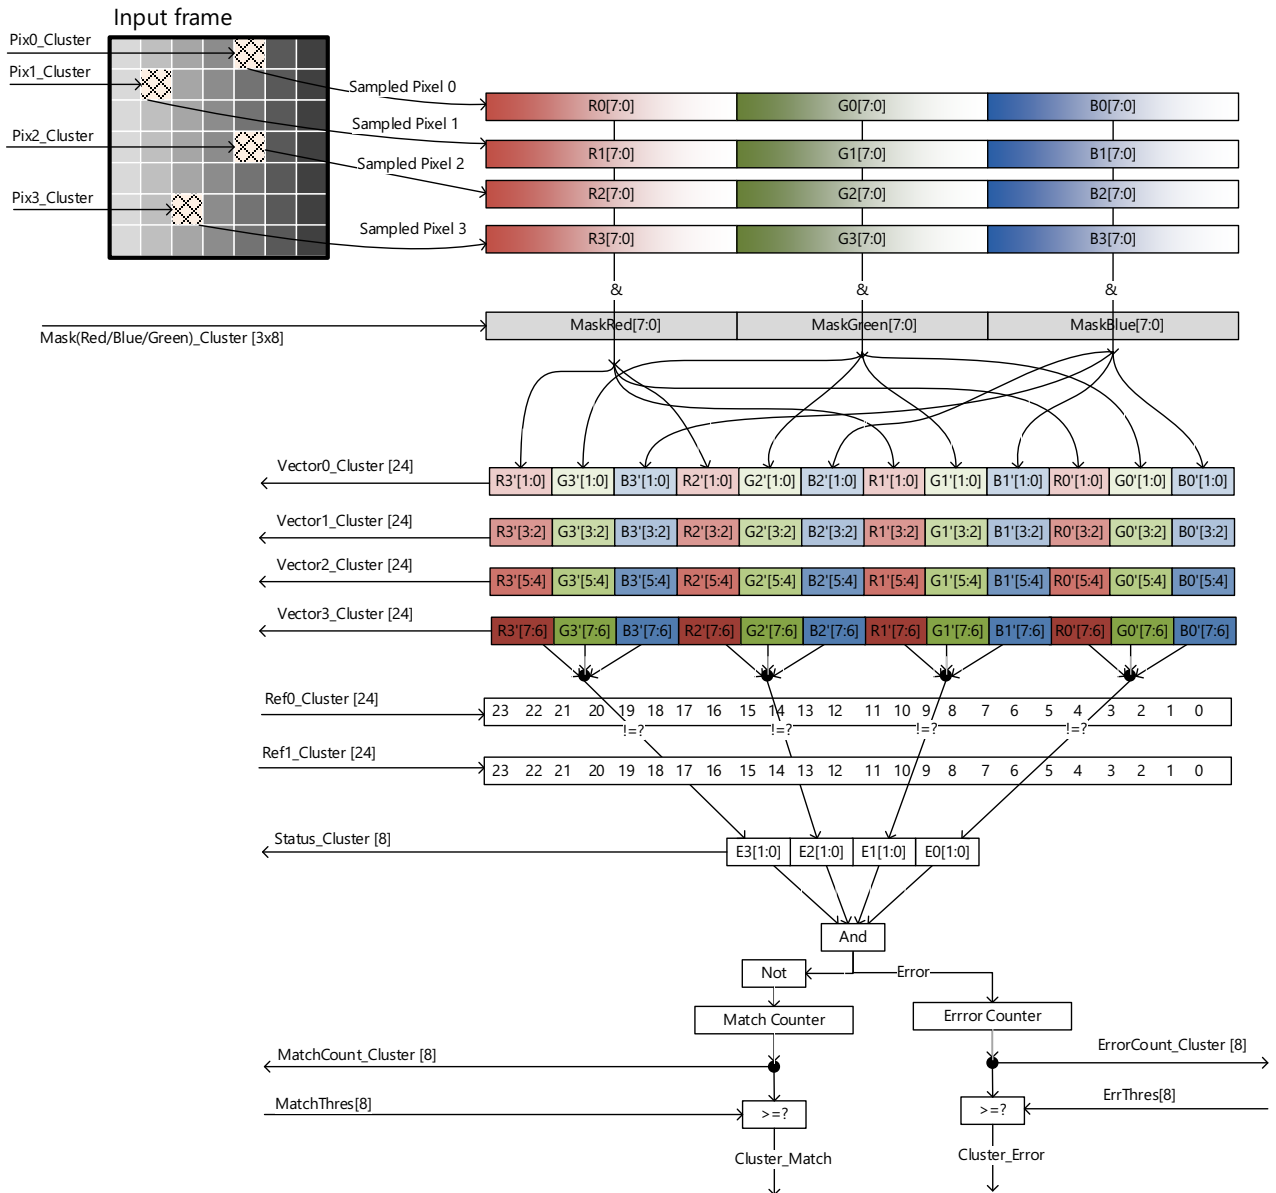 Input frame
Pix0_Cluster
Pix1_Cluster
Pix2_Cluster
Pix3_Cluster
Sampled Pixel 0
Sampled Pixel 1
Sampled Pixel 2
Sampled Pixel 3
R0[7:0] G0[7:0] B0[7:0]
R1[7:0] G1[7:0] B1[7:0]
R2[7:0] G2[7:0] B2[7:0]
R3[7:0] G3[7:0] B3[7:0]
& & &
Mask(Red/Blue/Green)_Cluster [3x8]
MaskRed[7:0] MaskGreen[7:0] MaskBlue[7:0]
Vector0_Cluster [24]
R3'[1:0] G3'[1:0] B3'[1:0] R2'[1:0] G2'[1:0] B2'[1:0] R1'[1:0] G1'[1:0] B1'[1:0] R0'[1:0] G0'[1:0] B0'[1:0]
Vector1_Cluster [24]
R3'[3:2] G3'[3:2] B3'[3:2] R2'[3:2] G2'[3:2] B2'[3:2] R1'[3:2] G1'[3:2] B1'[3:2] R0'[3:2] G0'[3:2] B0'[3:2]
Vector2_Cluster [24]
R3'[5:4] G3'[5:4] B3'[5:4] R2'[5:4] G2'[5:4] B2'[5:4] R1'[5:4] G1'[5:4] B1'[5:4] R0'[5:4] G0'[5:4] B0'[5:4]
Vector3_Cluster [24]
R3'[7:6] G3'[7:6] B3'[7:6] R2'[7:6] G2'[7:6] B2'[7:6] R1'[7:6] G1'[7:6] B1'[7:6] R0'[7:6] G0'[7:6] B0'[7:6]
Ref0_Cluster [24]
23 22 21 20 19 18 17 16 15 14 13 12 11 10 9 8 7 6 5 4 3 2 1 0
!=? !=? !=? !=?
Ref1_Cluster [24]
23 22 21 20 19 18 17 16 15 14 13 12 11 10 9 8 7 6 5 4 3 2 1 0
Status_Cluster [8]
E3[1:0] E2[1:0] E1[1:0] E0[1:0]
And
Not
Error
Match Counter
Errror Counter
MatchCount_Cluster [8]
ErrorCount_Cluster [8]
MatchThres[8]
>=?
>=?
ErrThres[8]
Cluster_Match
Cluster_Error